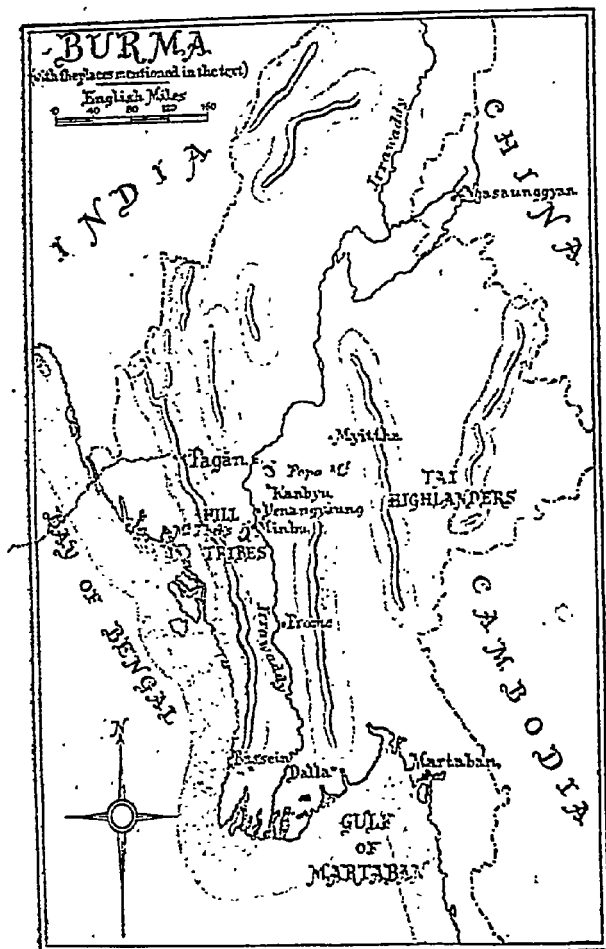 BURMA
(with the places mentioned in the text)
English Miles
0 40 80 120 160
INDIA
CHINA
Irrawaddy
Ngasaunggyan
Myittha
Pagan
Popa Mt
Kanbyu
Yenangyaung
Minbu
HILL
TRIBES
TAI
HIGHLANDERS
BAY
OF
BENGAL
Prome
Irrawaddy
CAMBODIA
N
Bassein
Dalla
Martaban
GULF
OF
MARTABAN